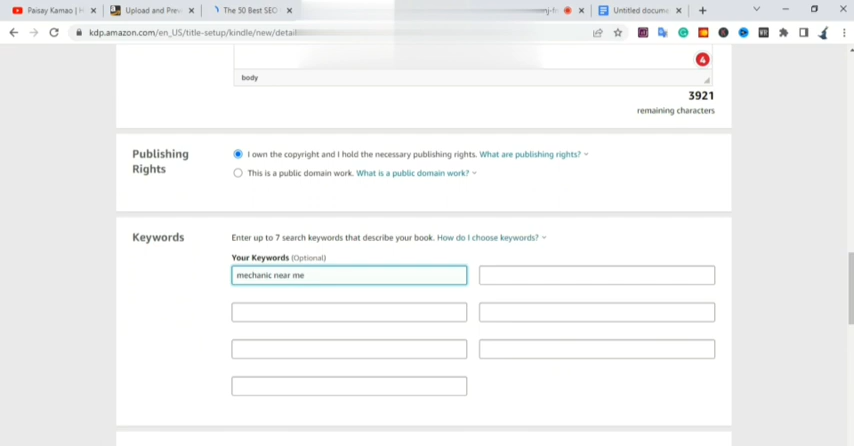 Paisay Kamao | H
Upload and Prev
The 50 Best SEO
Untitled docume
kdp.amazon.com/en_US/title-setup/kindle/new/detail
body
4
3921
remaining characters
Publishing Rights
I own the copyright and I hold the necessary publishing rights. What are publishing rights?
This is a public domain work. What is a public domain work?
Keywords
Enter up to 7 search keywords that describe your book. How do I choose keywords?
Your Keywords (Optional)
mechanic near me